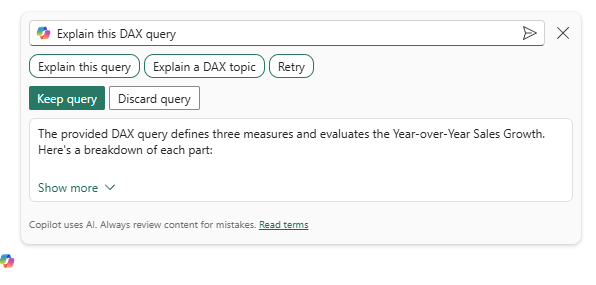 Explain this DAX query
Explain this query Explain a DAX topic Retry
Keep query Discard query
The provided DAX query defines three measures and evaluates the Year-over-Year Sales Growth.
Here's a breakdown of each part:
Show more
Copilot uses AI. Always review content for mistakes. Read terms